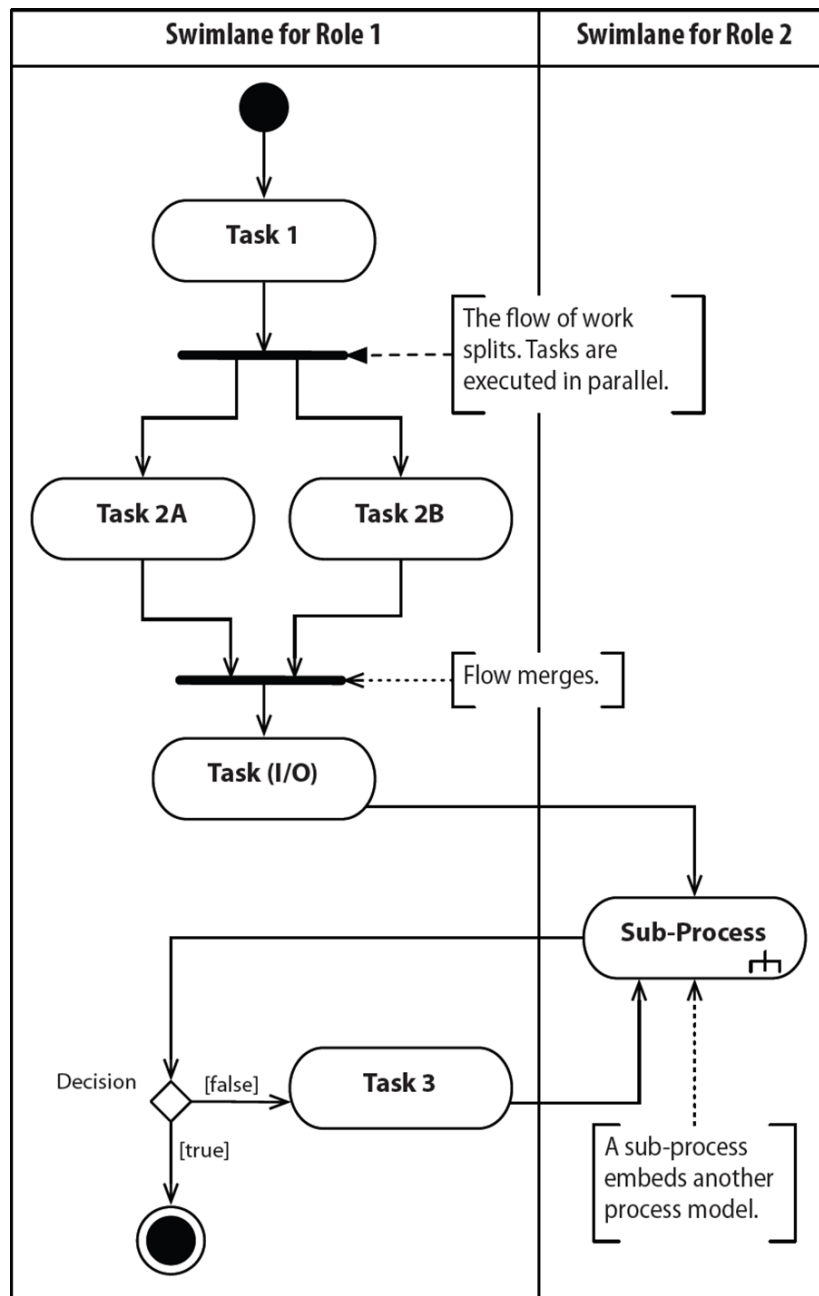 Swimlane for Role 1
Swimlane for Role 2
Task 1
The flow of work
splits. Tasks are
executed in parallel.
Task 2A
Task 2B
Flow merges.
Task (I/O)
Sub-Process
Decision
[false]
Task 3
[true]
A sub-process
embeds another
process model.